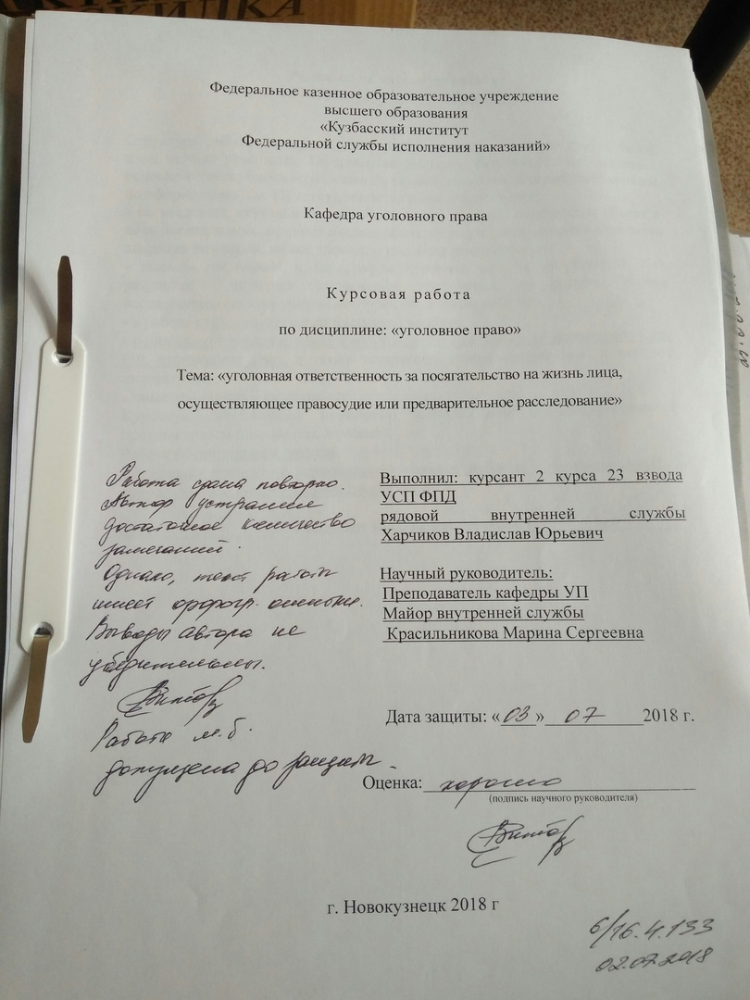 Федеральное казенное образовательное учреждение
высшего образования
«Кузбасский институт
Федеральной службы исполнения наказаний»
Кафедра уголовного права
Курсовая работа
по дисциплине: «уголовное право»
Тема: «уголовная ответственность за посягательство на жизнь лица,
осуществляющее правосудие или предварительное расследование»
Работа сдана повторно.
Автор устранил
достаточное количество
замечаний.
Однако, текст работы
имеет орфогр. ошибки.
Выводы автора не
убедительны.
Работа м.б.
допущена до защиты
Выполнил: курсант 2 курса 23 взвода
УСП ФПД
рядовой внутренней службы
Харчиков Владислав Юрьевич
Научный руководитель:
Преподаватель кафедры УП
Майор внутренней службы
Красильникова Марина Сергеевна
Дата защиты: «03» 07 2018 г.
Оценка: хорошо
(подпись научного руководителя)
г. Новокузнецк 2018 г
6/16.4.133
02.07.2018